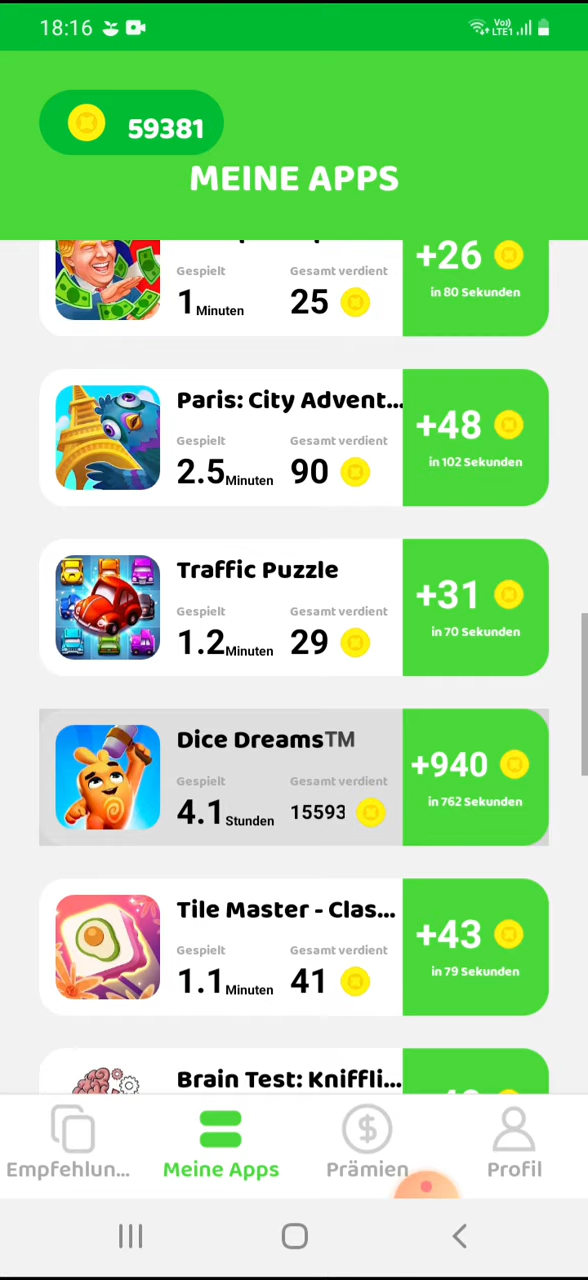 18:16
Vo))
LTE1
59381
MEINE APPS
Gespielt
Gesamt verdient
1 Minuten
25
+26
in 80 Sekunden
Paris: City Advent...
Gespielt
Gesamt verdient
2.5 Minuten
90
+48
in 102 Sekunden
Traffic Puzzle
Gespielt
Gesamt verdient
1.2 Minuten
29
+31
in 70 Sekunden
Dice Dreams™
Gespielt
Gesamt verdient
4.1 Stunden
15593
+940
in 762 Sekunden
Tile Master - Clas...
Gespielt
Gesamt verdient
1.1 Minuten
41
+43
in 79 Sekunden
Brain Test: Kniffli...
Empfehlun...
Meine Apps
Prämien
Profil